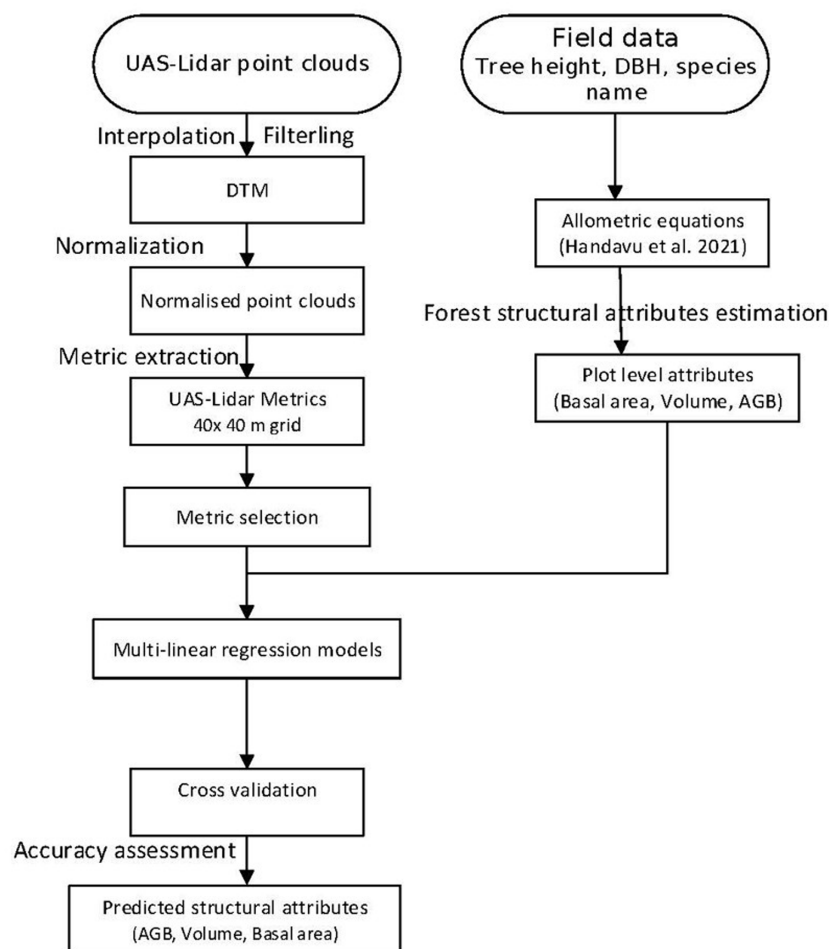 UAS-Lidar point clouds
Interpolation
Filterling
DTM
Normalization
Normalised point clouds
Metric extraction
UAS-Lidar Metrics
40x 40 m grid
Metric selection
Field data
Tree height, DBH, species
name
Allometric equations
(Handavu et al. 2021)
Forest structural attributes estimation
Plot level attributes
(Basal area, Volume, AGB)
Multi-linear regression models
Cross validation
Accuracy assessment
Predicted structural attributes
(AGB, Volume, Basal area)